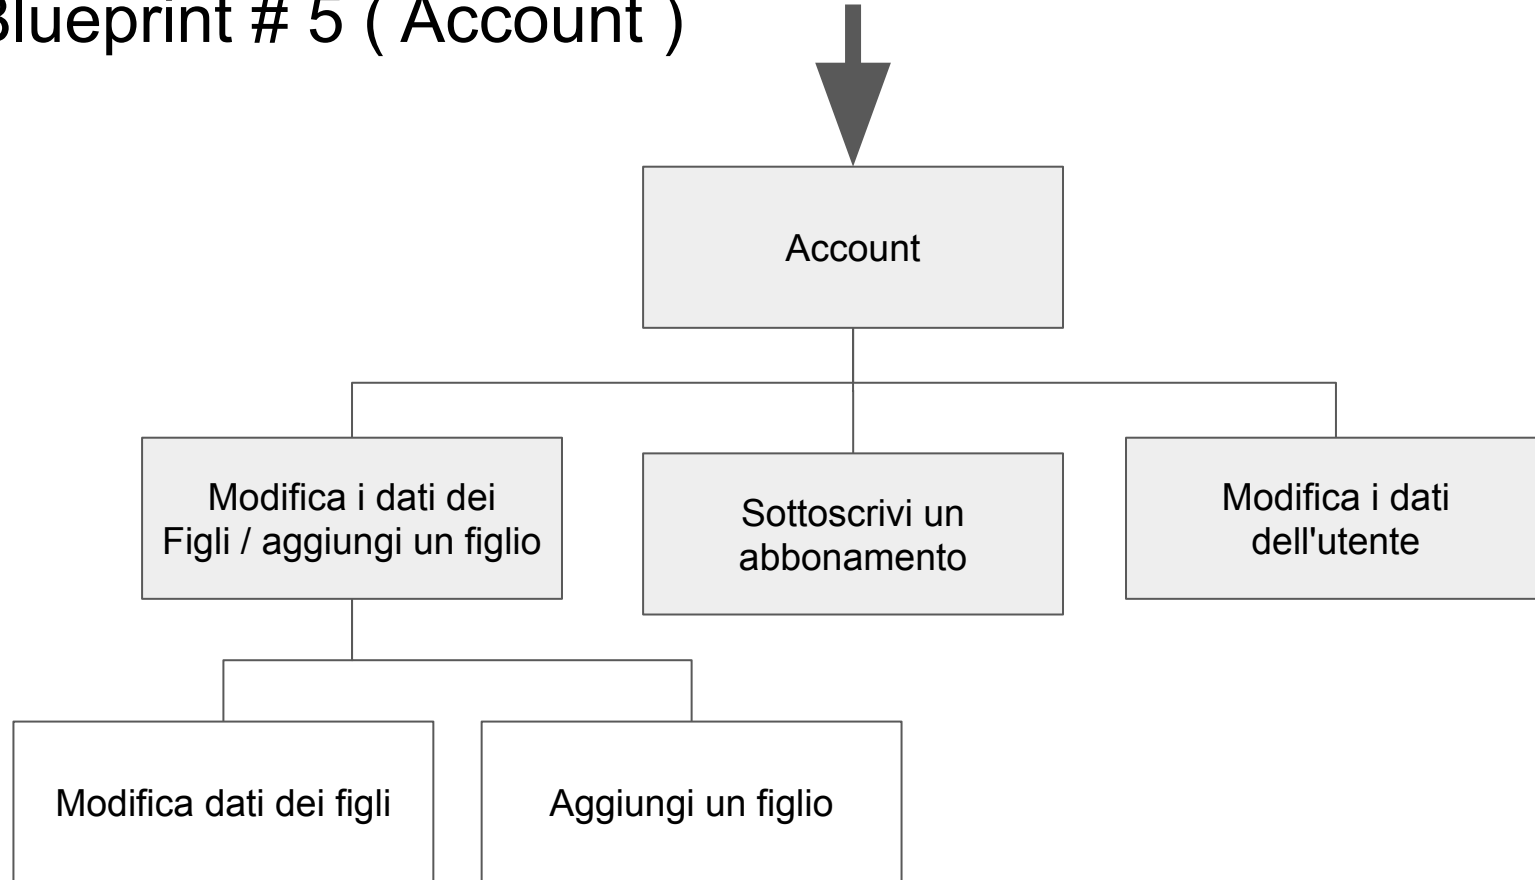 Blueprint # 5 ( Account )
Account
Modifica i dati dei
Figli / aggiungi un figlio
Sottoscrivi un
abbonamento
Modifica i dati
dell'utente
Modifica dati dei figli
Aggiungi un figlio